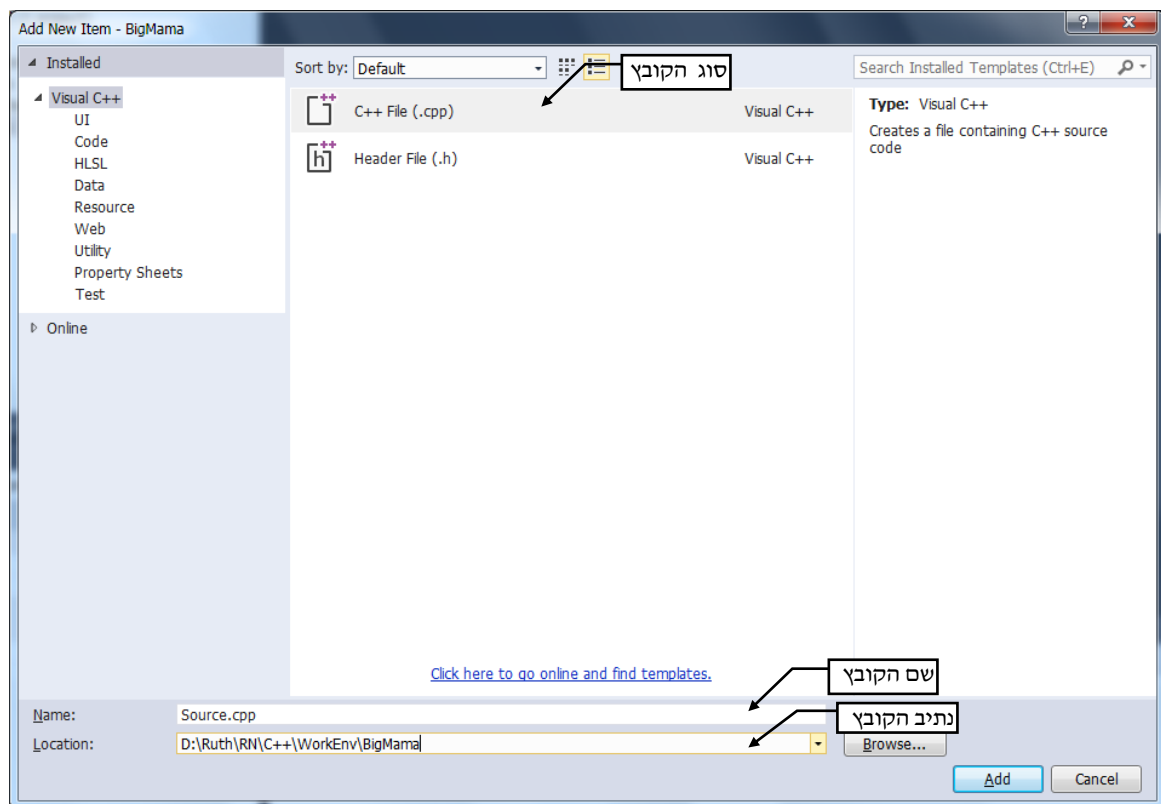 Add New Item - BigMama
Installed
Sort by: Default
סוג הקובץ
Search Installed Templates (Ctrl+E)
Visual C++
UI
Code
HLSL
Data
Resource
Web
Utility
Property Sheets
Test
Online
C++ File (.cpp) Visual C++
Header File (.h) Visual C++
Type: Visual C++
Creates a file containing C++ source
code
Click here to go online and find templates.
שם הקובץ
Name: Source.cpp
נתיב הקובץ
Location: D:\Ruth\RN\C++\WorkEnv\BigMama
Browse...
Add Cancel